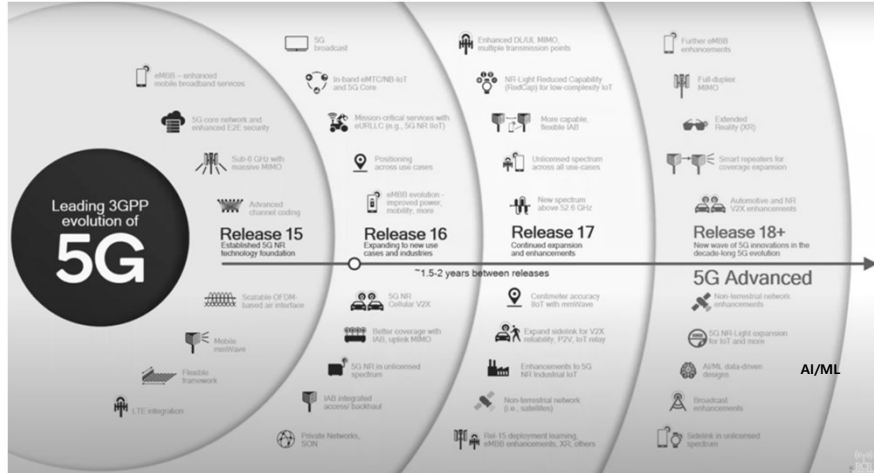 Leading 3GPP
evolution of
5G
eMBB – enhanced
mobile broadband services
5G core network and
enhanced E2E security
Sub-6 GHz with
massive MIMO
Advanced
channel coding
Release 15
Established 5G NR
technology foundation
Scalable OFDM-
based air interface
Mobile
mmWave
Flexible
framework
LTE integration
5G
broadcast
In-band eMTC/NB-IoT
and 5G Core
Mission-critical services with
eURLLC (e.g., 5G NR IIoT)
Positioning
across use cases
eMBB evolution -
improved power,
mobility, more
Release 16
Expanding to new use
cases and industries
~1.5-2 years between releases
5G NR
Cellular V2X
Better coverage with
IAB, uplink MIMO
5G NR in unlicensed
spectrum
IAB integrated
access/ backhaul
Private Networks,
SON
Enhanced DL/UL MIMO,
multiple transmission points
NR-Light Reduced Capability
(RedCap) for low-complexity IoT
More capable,
flexible IAB
Unlicensed spectrum
across all use-cases
New spectrum
above 52.6 GHz
Release 17
Continued expansion
and enhancements
Centimeter accuracy
IIoT with mmWave
Expand sidelink for V2X
reliability, P2V, IoT relay
Enhancements to 5G
NR Industrial IoT
Non-terrestrial network
(i.e., satellites)
Rel-15 deployment learning,
eMBB enhancements, XR, others
Further eMBB
enhancements
Full-duplex
MIMO
Extended
Reality (XR)
Smart repeaters for
coverage expansion
Automotive and NR
V2X enhancements
Release 18+
New wave of 5G innovations in the
decade-long 5G evolution
5G Advanced
Non-terrestrial network
enhancements
5G NR-Light expansion
for IoT and more
AI/ML data-driven
designs,
AI/ML
Broadcast
enhancements
Sidelink in unlicensed
spectrum